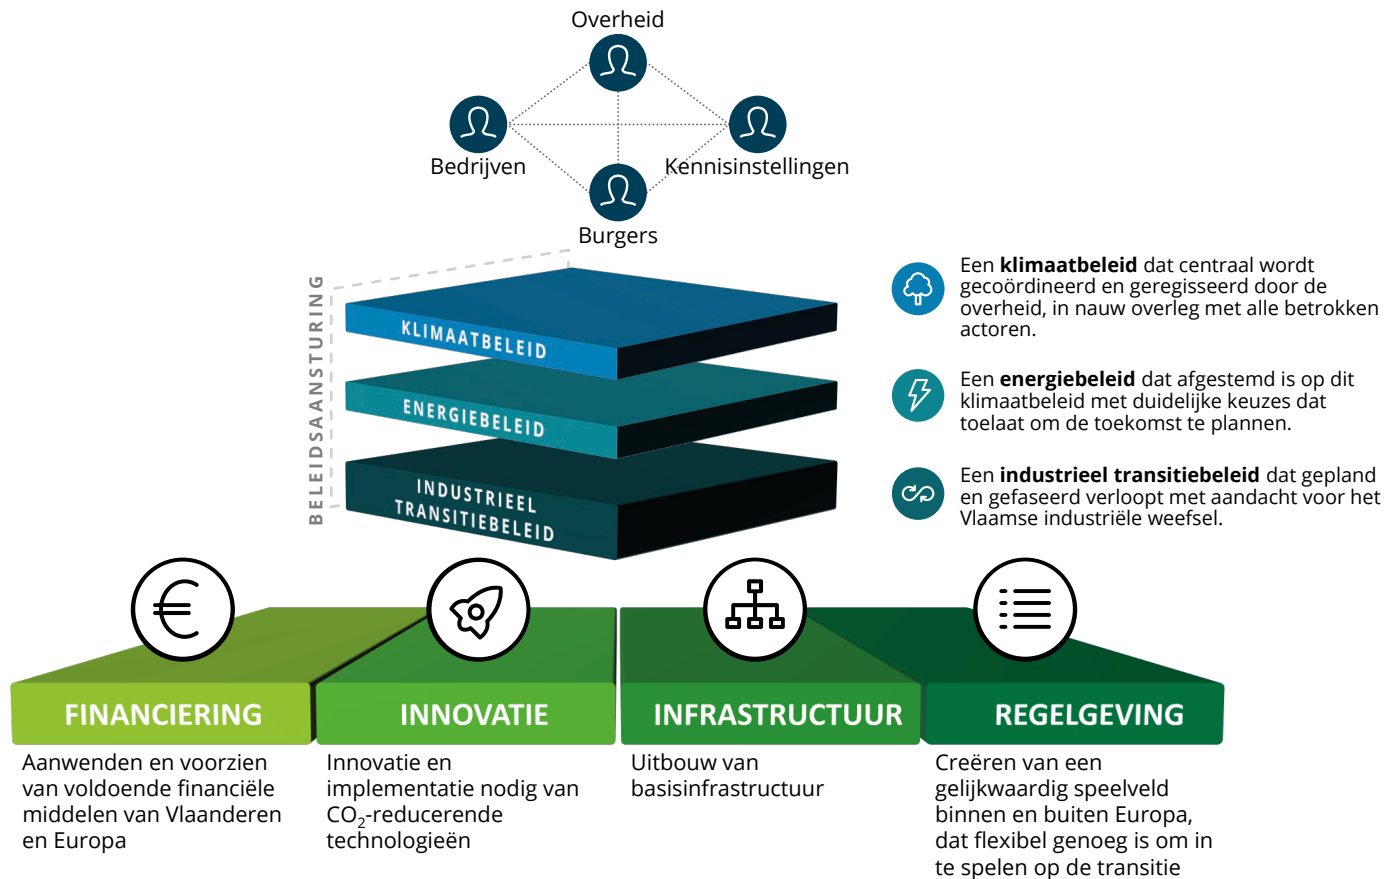 Overheid
Bedrijven
Kennisinstellingen
Burgers
BELEIDSAANSTURING
KLIMAATBELEID
ENERGIEBELEID
INDUSTRIEEL
TRANSITIEBELEID
Een klimaatbeleid dat centraal wordt
gecoördineerd en geregisseerd door de
overheid, in nauw overleg met alle betrokken
actoren.
Een energiebeleid dat afgestemd is op dit
klimaatbeleid met duidelijke keuzes dat
toelaat om de toekomst te plannen.
Een industrieel transitiebeleid dat gepland
en gefaseerd verloopt met aandacht voor het
Vlaamse industriële weefsel.
FINANCIERING
Aanwenden en voorzien
van voldoende financiële
middelen van Vlaanderen
en Europa
INNOVATIE
Innovatie en
implementatie nodig van
CO₂-reducerende
technologieën
INFRASTRUCTUUR
Uitbouw van
basisinfrastructuur
REGELGEVING
Creëren van een
gelijkwaardig speelveld
binnen en buiten Europa,
dat flexibel genoeg is om in
te spelen op de transitie